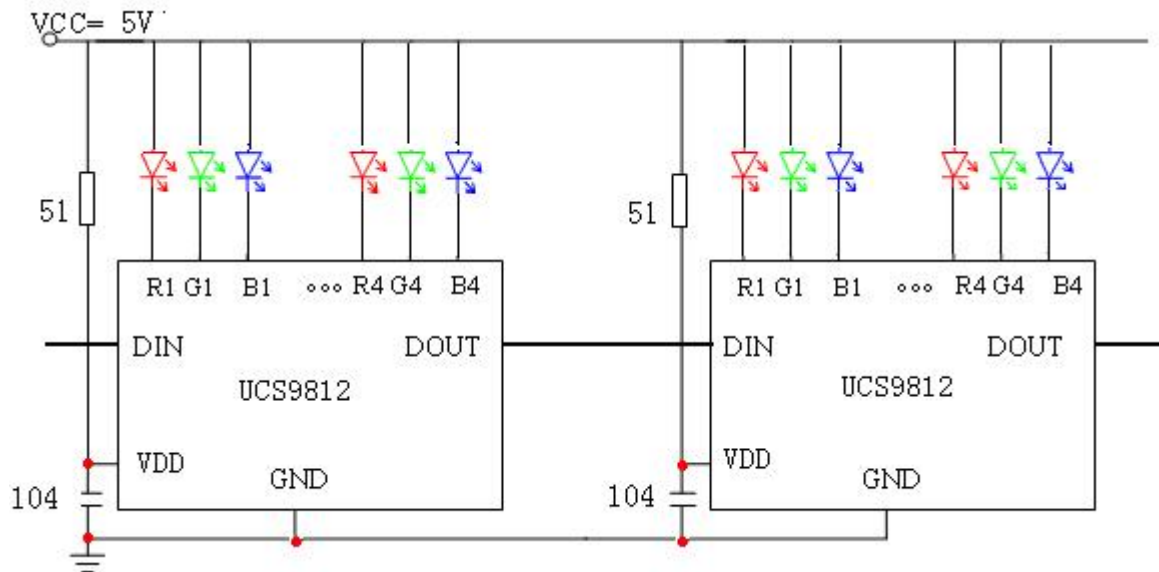 VCC= 5V
51
51
R1 G1 B1 ∘∘∘ R4 G4 B4
R1 G1 B1 ∘∘∘ R4 G4 B4
DIN DOUT
DIN DOUT
UCS9812
UCS9812
VDD
VDD
GND
GND
104
104